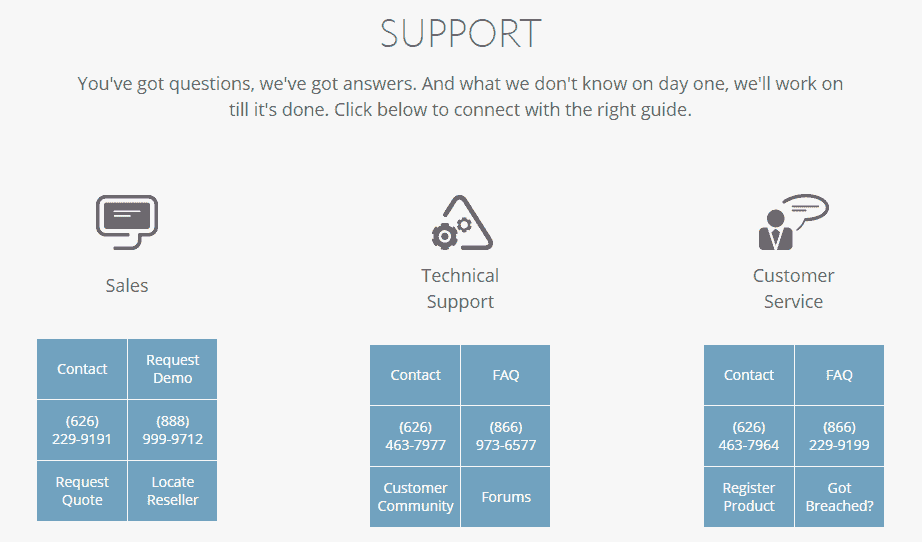 SUPPORT
You've got questions, we've got answers. And what we don't know on day one, we'll work on
till it's done. Click below to connect with the right guide.
Sales
Contact
Request
Demo
(626)
229-9191
(888)
999-9712
Request
Quote
Locate
Reseller
Technical
Support
Contact
FAQ
(626)
463-7977
(866)
973-6577
Customer
Community
Forums
Customer
Service
Contact
FAQ
(626)
463-7964
(866)
229-9199
Register
Product
Got
Breached?